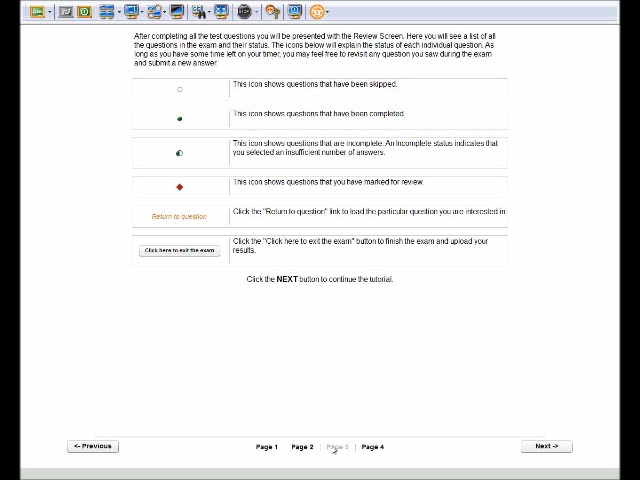 After completing all the test questions you will be presented with the Review Screen. Here you will see a list of all
the questions in the exam and their status. The icons below will explain the status of each individual question. As
long as you have some time left on your timer, you may feel free to revisit any question you saw during the exam
and submit a new answer.
This icon shows questions that have been skipped.
This icon shows questions that have been completed
This icon shows questions that are incomplete. An Incomplete status indicates that
you selected an insufficient number of answers.
This icon shows questions that you have marked for review.
Return to question
Click the "Return to question" link to load the particular question you are interested in.
Click here to exit the exam
Click the "Click here to exit the exam" button to finish the exam and upload your
results.
Click the NEXT button to continue the tutorial.
<- Previous
Page 1 Page 2 | Page 3 | Page 4
Next ->